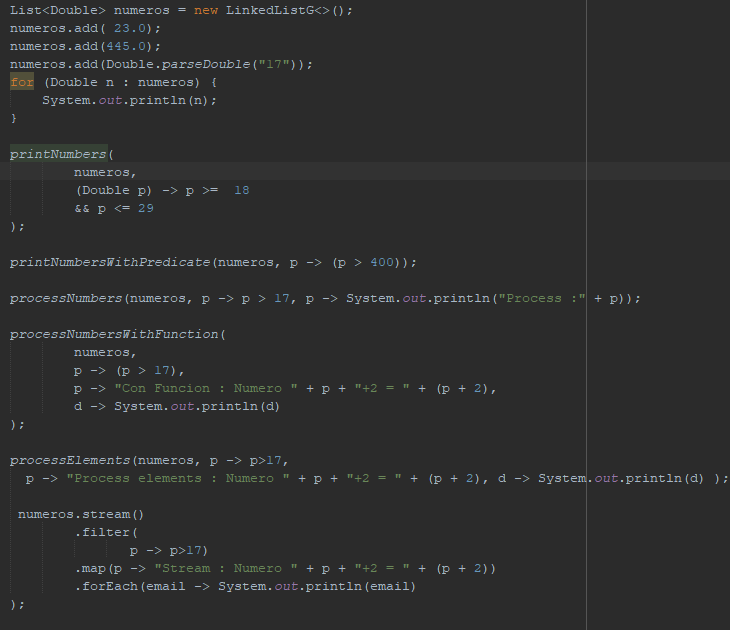 List<Double> numeros = new LinkedListG<>();
numeros.add( 23.0);
numeros.add(445.0);
numeros.add(Double.parseDouble("17"));
for (Double n : numeros) {
    System.out.println(n);
}

printNumbers(
        numeros,
        (Double p) -> p >=  18
        && p <= 29
);

printNumbersWithPredicate(numeros, p -> (p > 400));

processNumbers(numeros, p -> p > 17, p -> System.out.println("Process :" + p));

processNumbersWithFunction(
        numeros,
        p -> (p > 17),
        p -> "Con Funcion : Numero " + p + "+2 = " + (p + 2),
        d -> System.out.println(d)
);

processElements(numeros, p -> p>17,
  p -> "Process elements : Numero " + p + "+2 = " + (p + 2), d -> System.out.println(d) );

 numeros.stream()
        .filter(
               p -> p>17)
        .map(p -> "Stream : Numero " + p + "+2 = " + (p + 2))
        .forEach(email -> System.out.println(email)
);